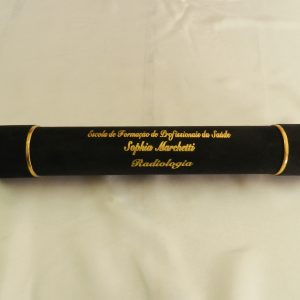 Escola de Formação de Profissionais da Saúde
Sophia Marchetti
Radiologia